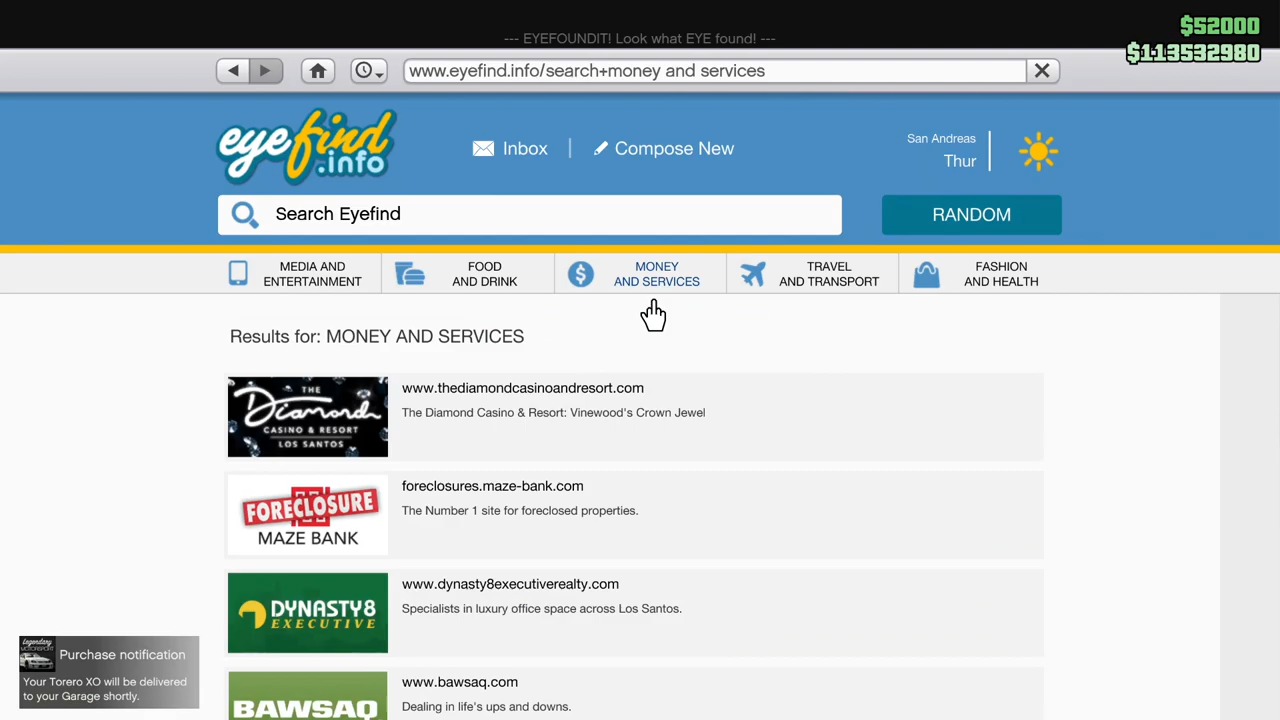 --- EYEFOUNDIT! Look what EYE found! ---
$52000
$113532980
www.eyefind.info/search+money and services
eyefind
.info
Inbox
Compose New
San Andreas
Thur
Search Eyefind
RANDOM
MEDIA AND
ENTERTAINMENT
FOOD
AND DRINK
MONEY
AND SERVICES
TRAVEL
AND TRANSPORT
FASHION
AND HEALTH
Results for: MONEY AND SERVICES
THE
Diamond
CASINO & RESORT
LOS SANTOS
www.thediamondcasinoandresort.com
The Diamond Casino & Resort: Vinewood's Crown Jewel
FORECLOSURE
MAZE BANK
foreclosures.maze-bank.com
The Number 1 site for foreclosed properties.
DYNASTY8
EXECUTIVE
www.dynasty8executiverealty.com
Specialists in luxury office space across Los Santos.
BAWSAQ
www.bawsaq.com
Dealing in life's ups and downs.
Legendary
MOTORSPORT
Purchase notification
Your Torero XO will be delivered
to your Garage shortly.